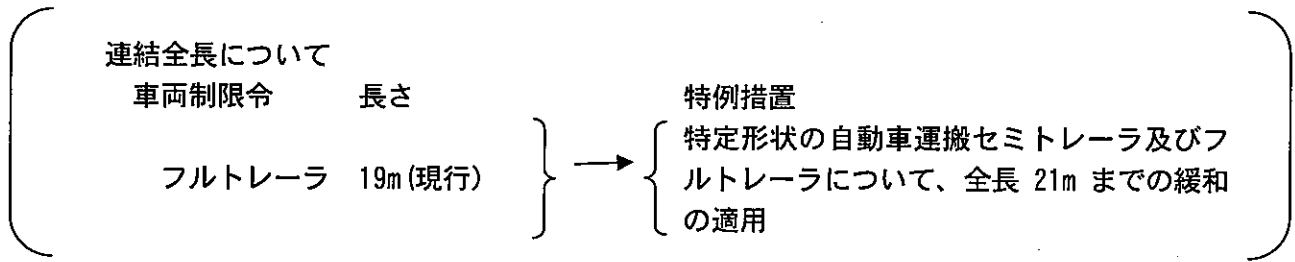 連結全長について
車両制限令 長さ
フルトレーラ 19m(現行)
特例措置
特定形状の自動車運搬セミトレーラ及びフ
ルトレーラについて、全長 21m までの緩和
の適用